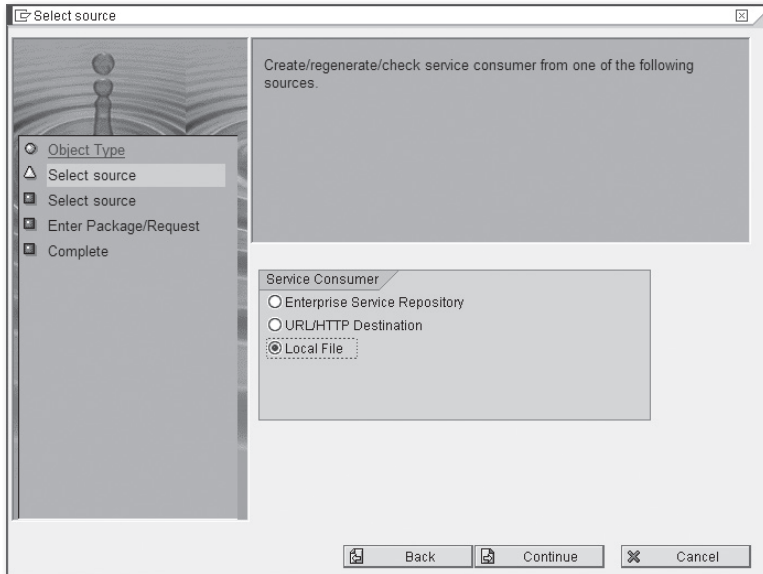 Select source
Create/regenerate/check service consumer from one of the following
sources.
Object Type
Select source
Select source
Enter Package/Request
Complete
Service Consumer
Enterprise Service Repository
URL/HTTP Destination
Local File
Back
Continue
Cancel